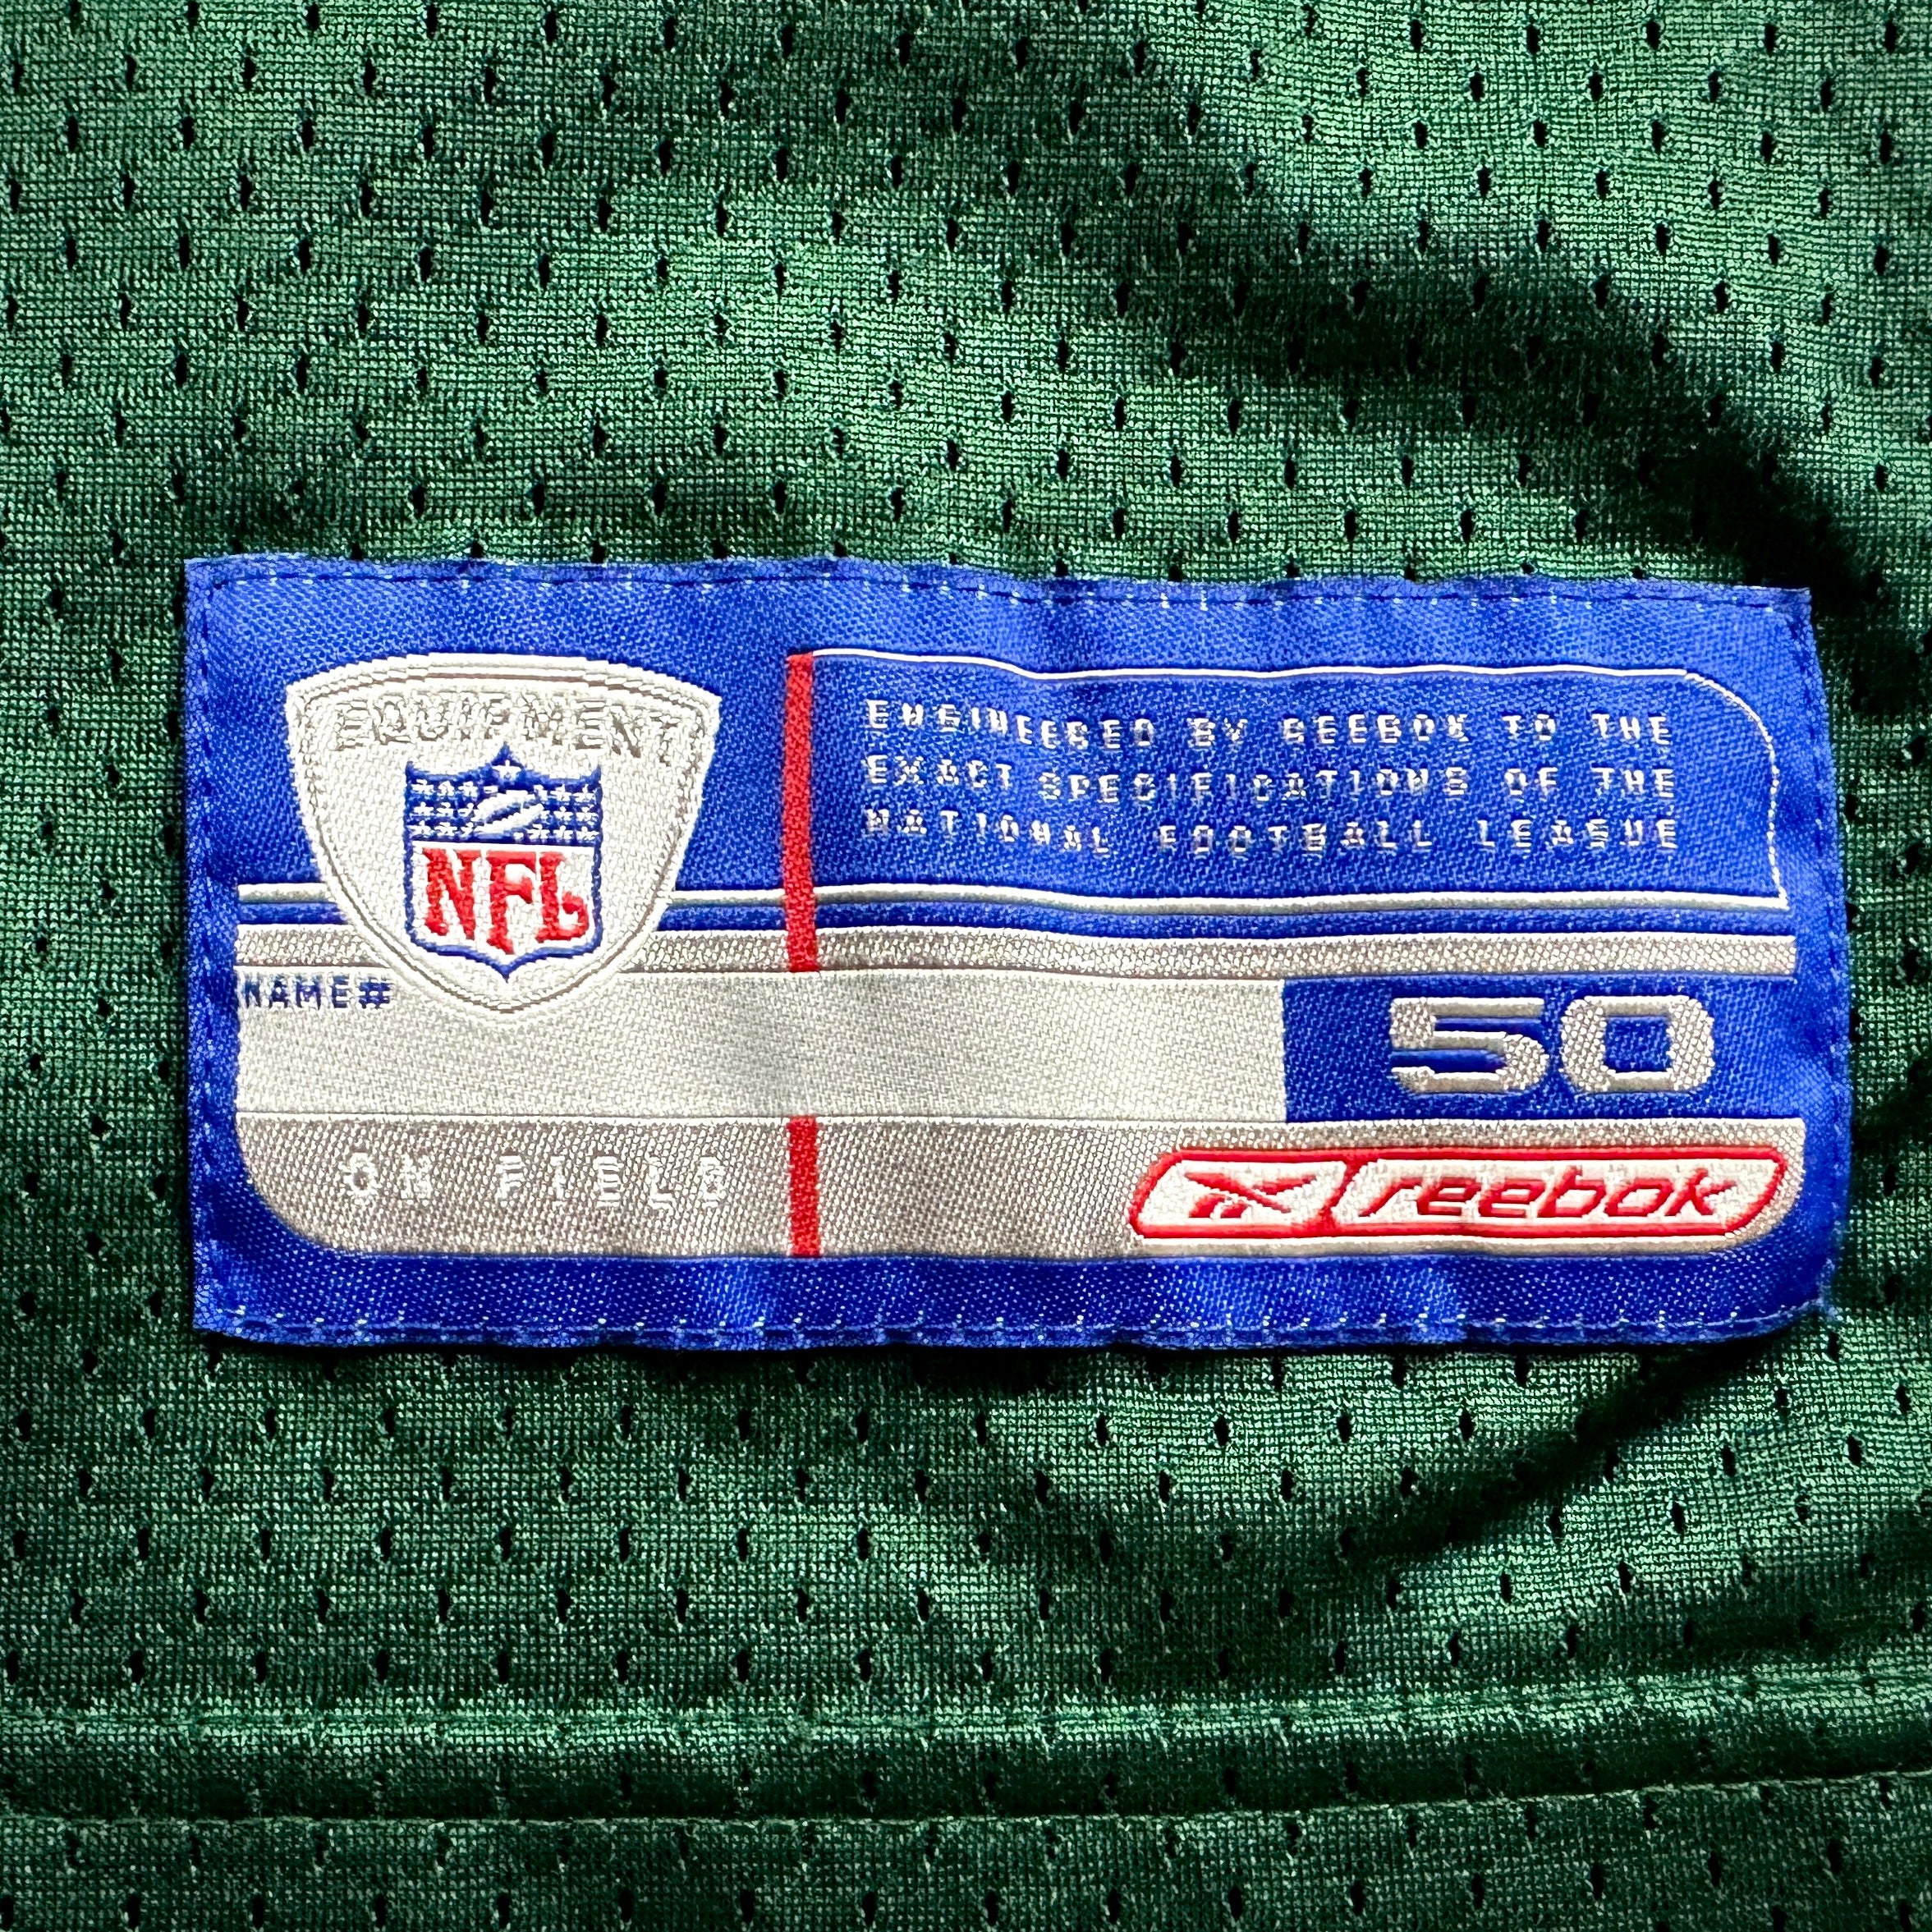 EQUIPMENT
NFL
ENGINEERED BY REEBOK TO THE
EXACT SPECIFICATIONS OF THE
NATIONAL FOOTBALL LEAGUE
NAME#
50
ON FIELD
reebok